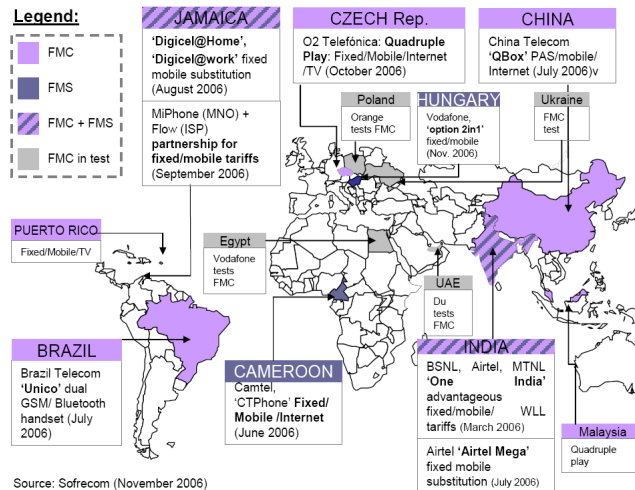 Legend:
FMC
FMS
FMC + FMS
FMC in test
JAMAICA
‘Digicel@Home’,
‘Digicel@work’ fixed
mobile substitution
(August 2006)
MiPhone (MNO) +
Flow (ISP)
partnership for
fixed/mobile tariffs
(September 2006)
CZECH Rep.
O2 Telefónica: Quadruple
Play: Fixed/Mobile/Internet
/TV (October 2006)
CHINA
China Telecom
‘QBox’ PAS/mobile/
Internet (July 2006)v
Poland
Orange
tests FMC
HUNGARY
Vodafone,
‘option 2in1’
fixed/mobile
(Nov. 2006)
Ukraine
FMC
test
PUERTO RICO
Fixed/Mobile/TV
Egypt
Vodafone
tests
FMC
UAE
Du
tests
FMC
BRAZIL
Brazil Telecom
‘Unico’ dual
GSM/ Bluetooth
handset (July
2006)
CAMEROON
Camtel,
‘CTPhone’ Fixed/
Mobile /Internet
(June 2006)
INDIA
BSNL, Airtel, MTNL
‘One India’
advantageous
fixed/mobile/ WLL
tariffs (March 2006)
Airtel ‘Airtel Mega’
fixed mobile
substitution (July 2006)
Malaysia
Quadruple
play
Source: Sofrecom (November 2006)